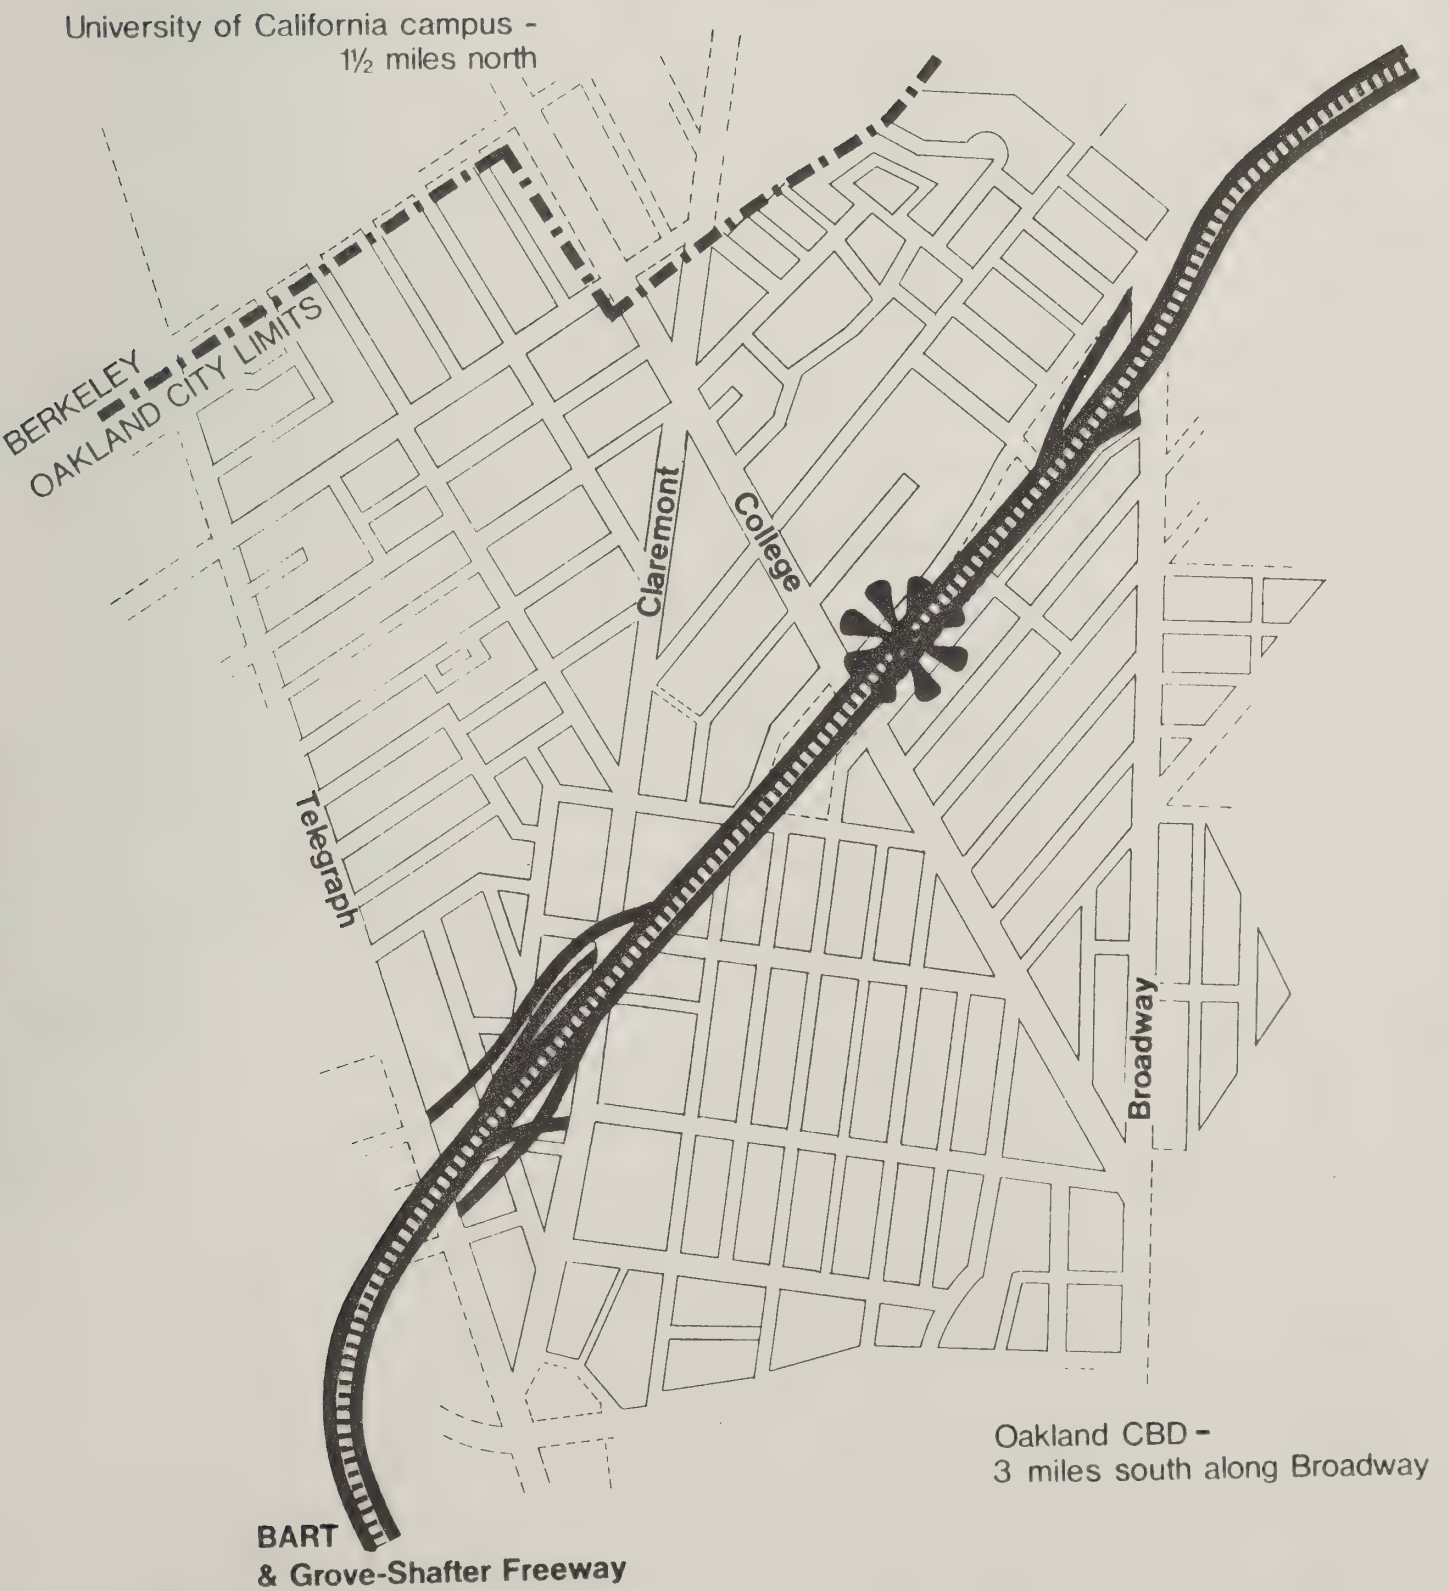 University of California campus -
1½ miles north
BERKELEY
OAKLAND CITY LIMITS
Claremont
College
Telegraph
Broadway
Oakland CBD -
3 miles south along Broadway
BART
& Grove-Shafter Freeway